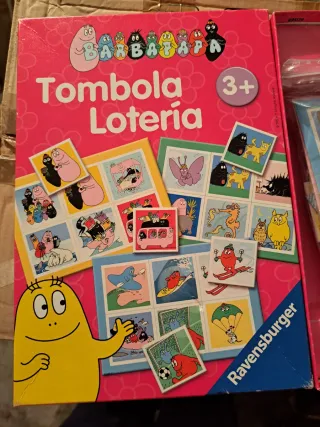 BARBAPAPA
Tombola
Lotería
3+
Ravensburger